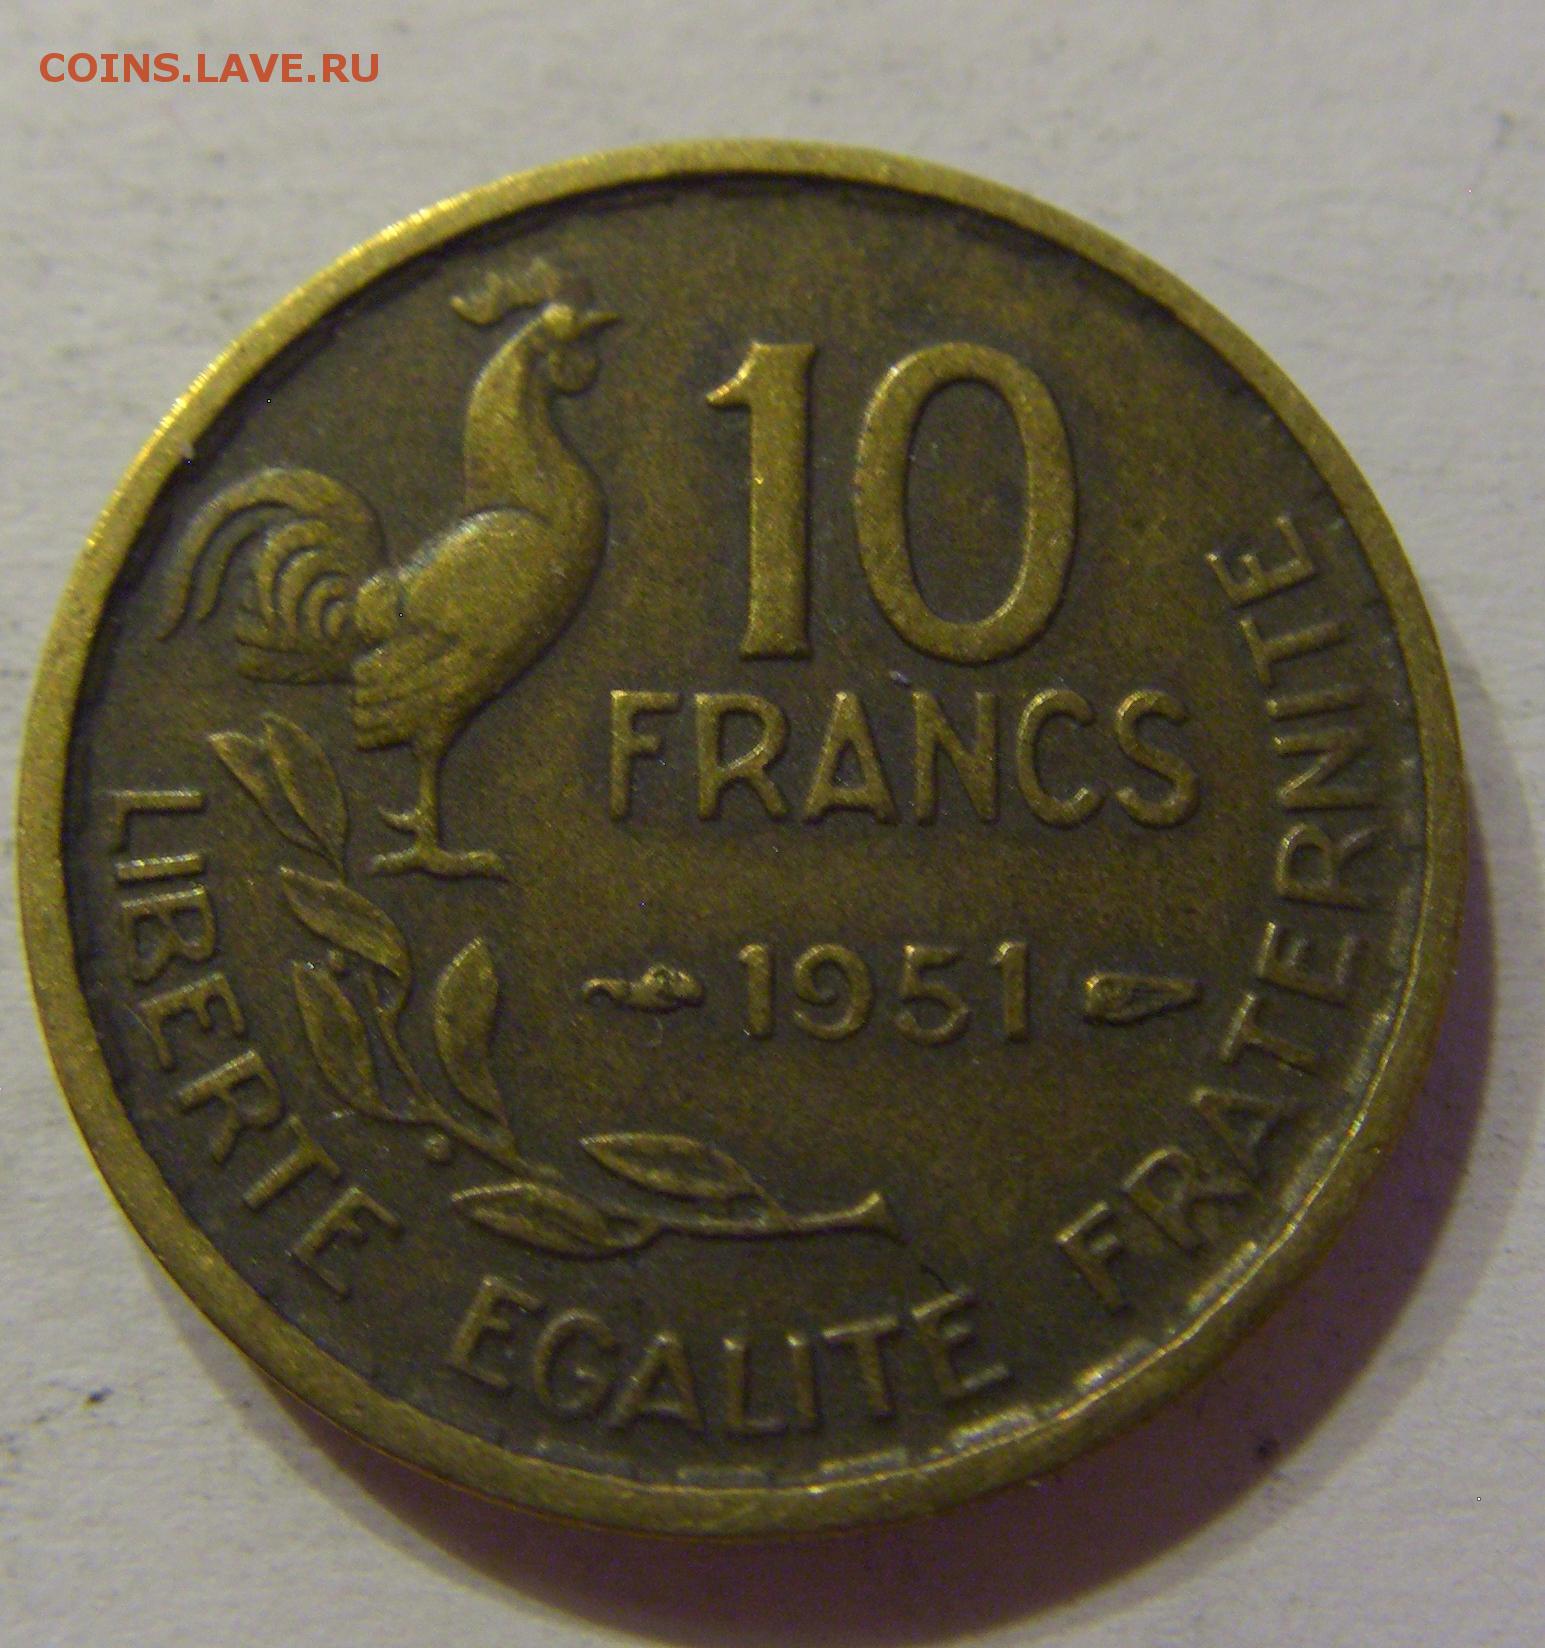 COINS.LAVE.RU
10
FRANCS
1951
LIBERTE EGALITE FRATERNITE